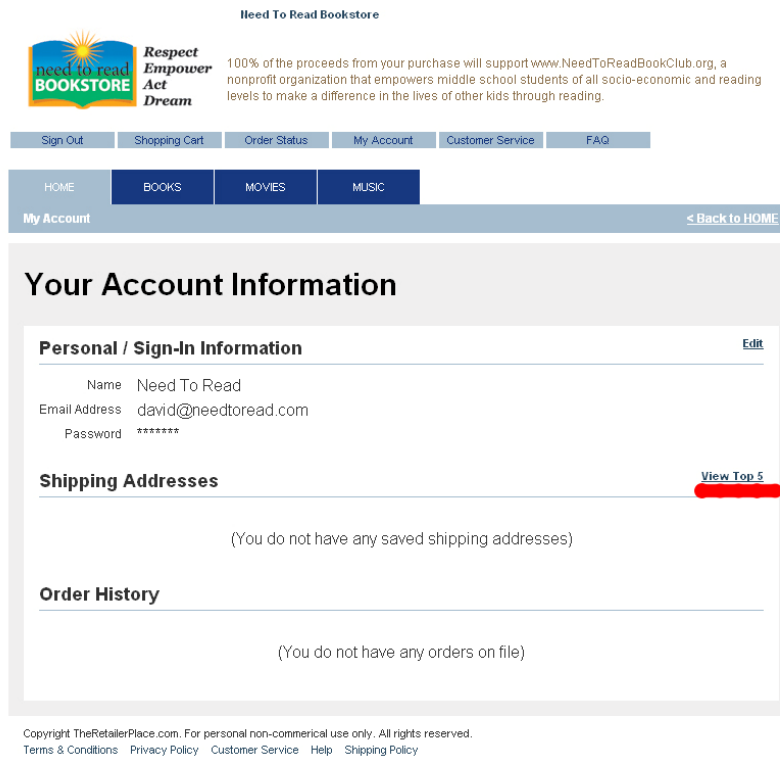 Need To Read Bookstore
need to read
BOOKSTORE
Respect
Empower
Act
Dream
100% of the proceeds from your purchase will support www.NeedToReadBookClub.org, a
nonprofit organization that empowers middle school students of all socio-economic and reading
levels to make a difference in the lives of other kids through reading.
Sign Out Shopping Cart Order Status My Account Customer Service FAQ
HOME BOOKS MOVIES MUSIC
My Account < Back to HOME
Your Account Information
Personal / Sign-In Information Edit
Name Need To Read
Email Address david@needtoread.com
Password *******
Shipping Addresses View Top 5
(You do not have any saved shipping addresses)
Order History
(You do not have any orders on file)
Copyright TheRetailerPlace.com. For personal non-commerical use only. All rights reserved.
Terms & Conditions Privacy Policy Customer Service Help Shipping Policy